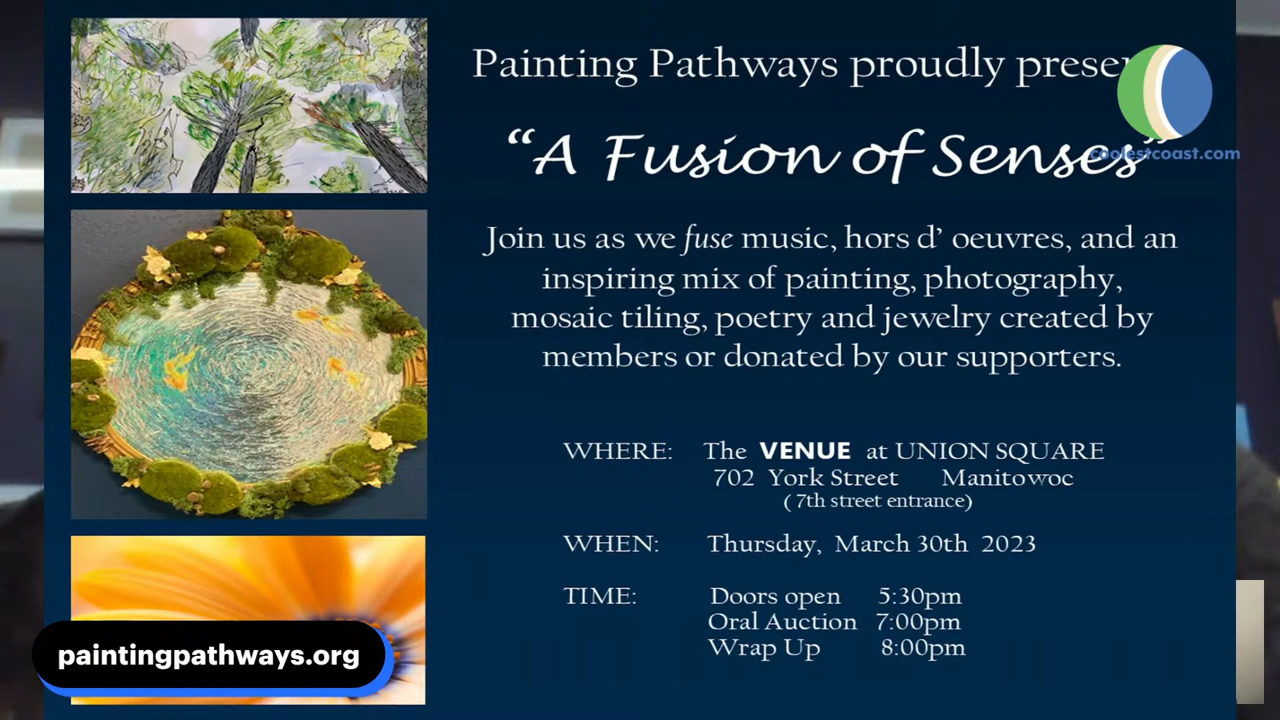 Painting Pathways proudly
coolestcoast.com
“A Fusion of Senses”
Join us as we fuse music, hors d’ oeuvres, and an
inspiring mix of painting, photography,
mosaic tiling, poetry and jewelry created by
members or donated by our supporters.
WHERE: The VENUE at UNION SQUARE
702 York Street Manitowoc
( 7th street entrance)
WHEN: Thursday, March 30th 2023
TIME: Doors open 5:30pm
Oral Auction 7:00pm
Wrap Up 8:00pm
paintingpathways.org